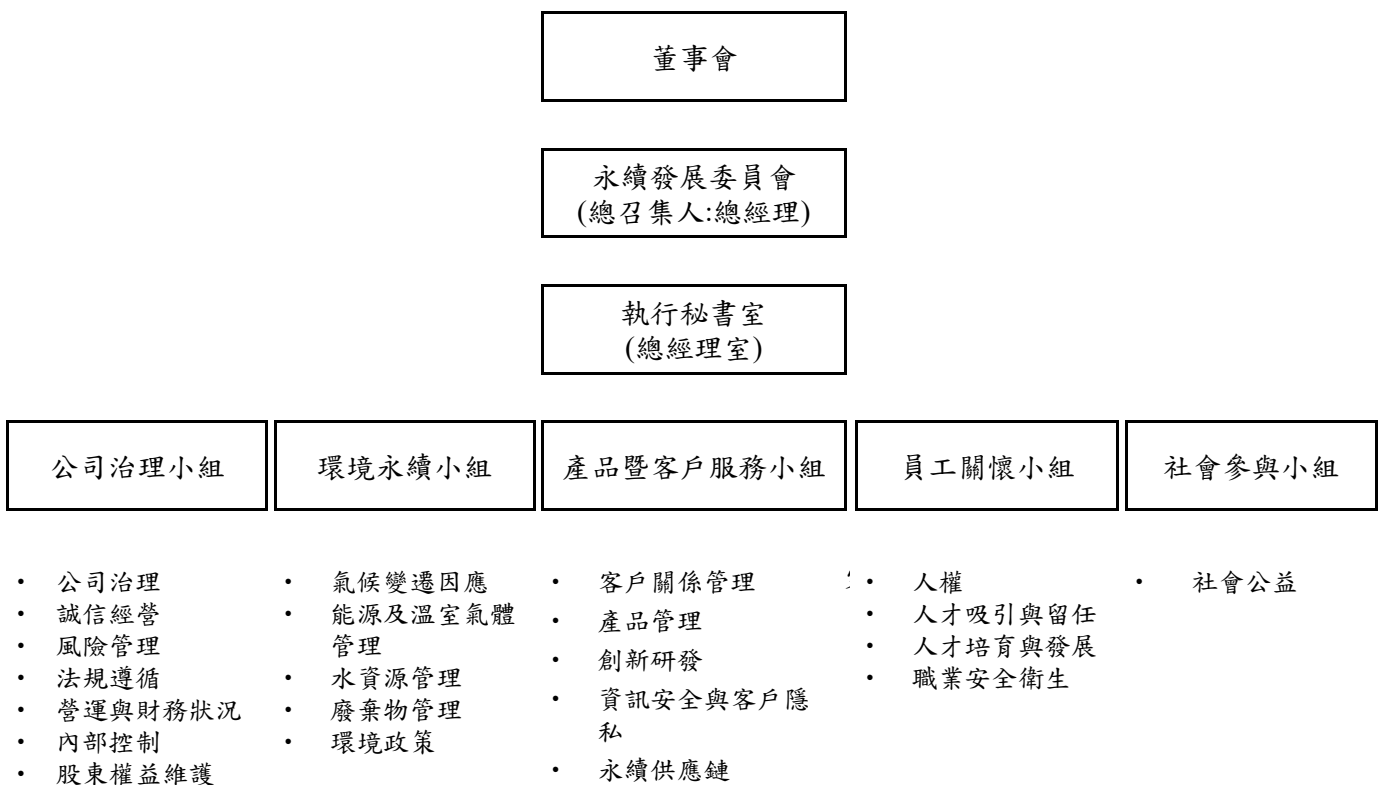 董事會
永續發展委員會
(總召集人:總經理)
執行秘書室
(總經理室)
公司治理小組
環境永續小組
產品暨客戶服務小組
員工關懷小組
社會參與小組
• 公司治理
• 誠信經營
• 風險管理
• 法規遵循
• 營運與財務狀況
• 內部控制
• 股東權益維護
• 氣候變遷因應
• 能源及溫室氣體
管理
• 水資源管理
• 廢棄物管理
• 環境政策
• 客戶關係管理
• 產品管理
• 創新研發
• 資訊安全與客戶隱
私
• 永續供應鏈
• 人權
• 人才吸引與留任
• 人才培育與發展
• 職業安全衛生
• 社會公益